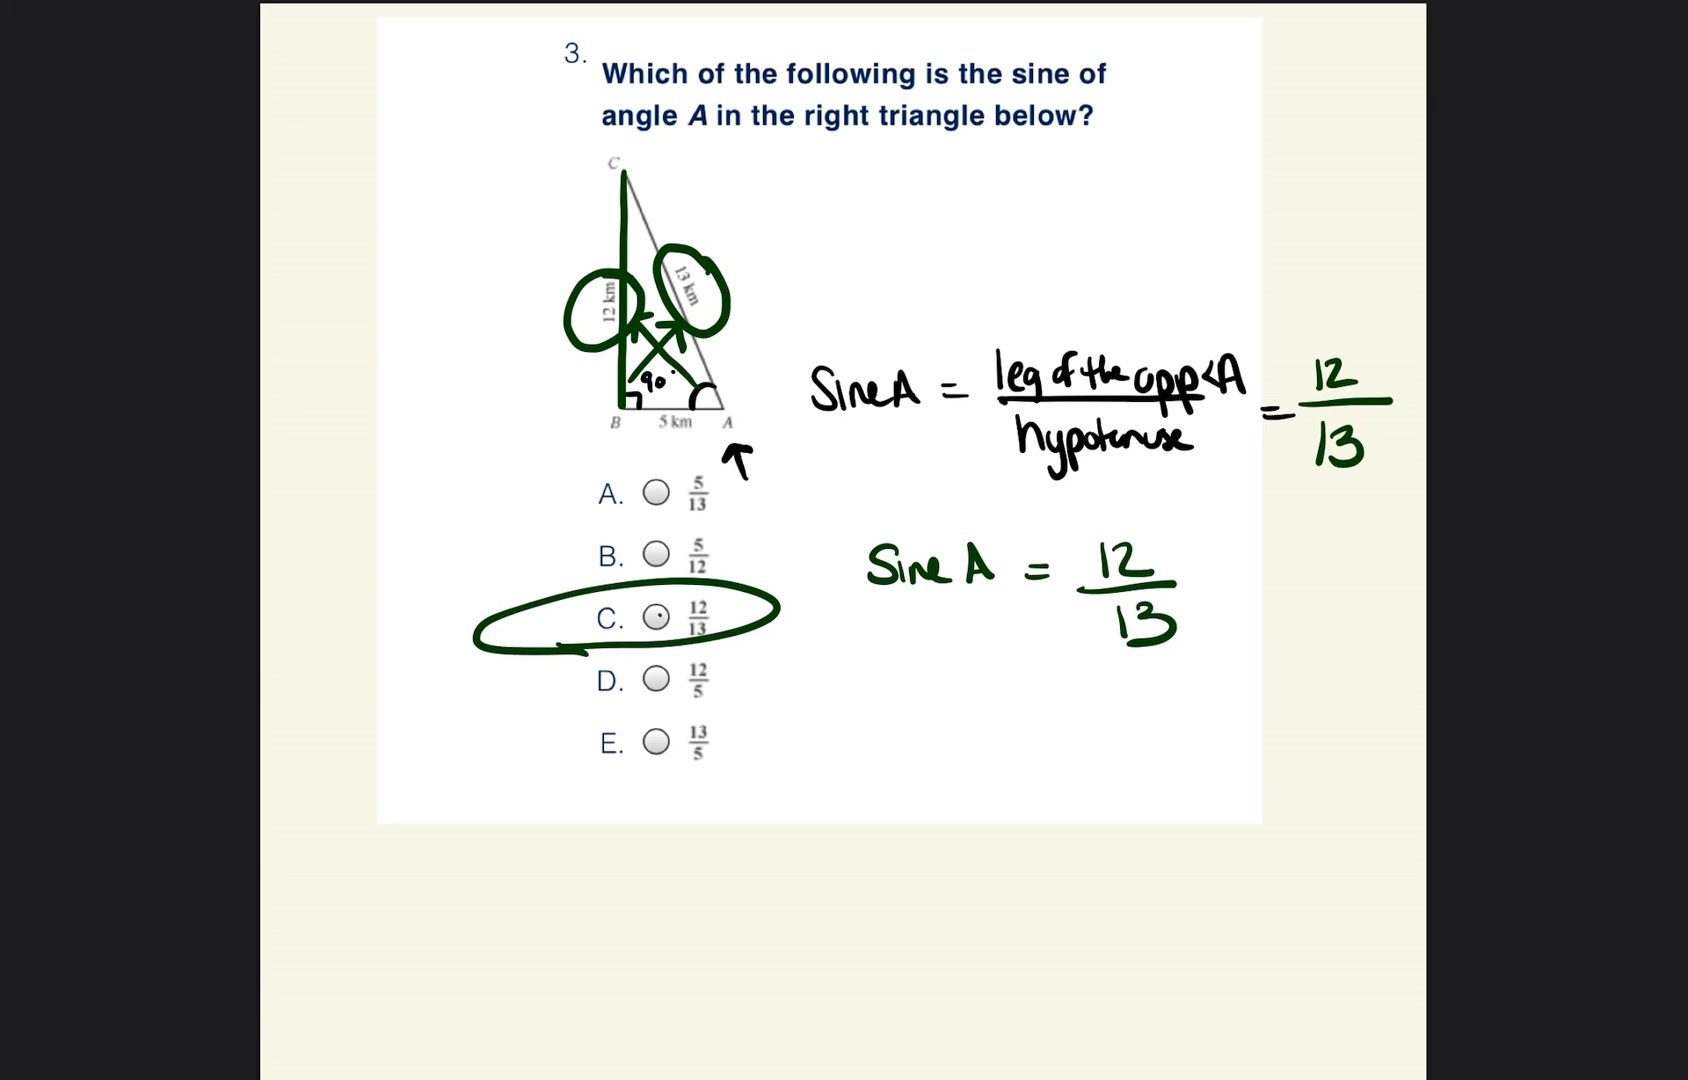 3.
Which of the following is the sine of
angle A in the right triangle below?
C
12 km
13 km
90°
B
5 km
A
Sine A = leg of the opp <A / hypotenuse = 12/13
A. 5/13
B. 5/12
C. 12/13
D. 12/5
E. 13/5
Sine A = 12/13